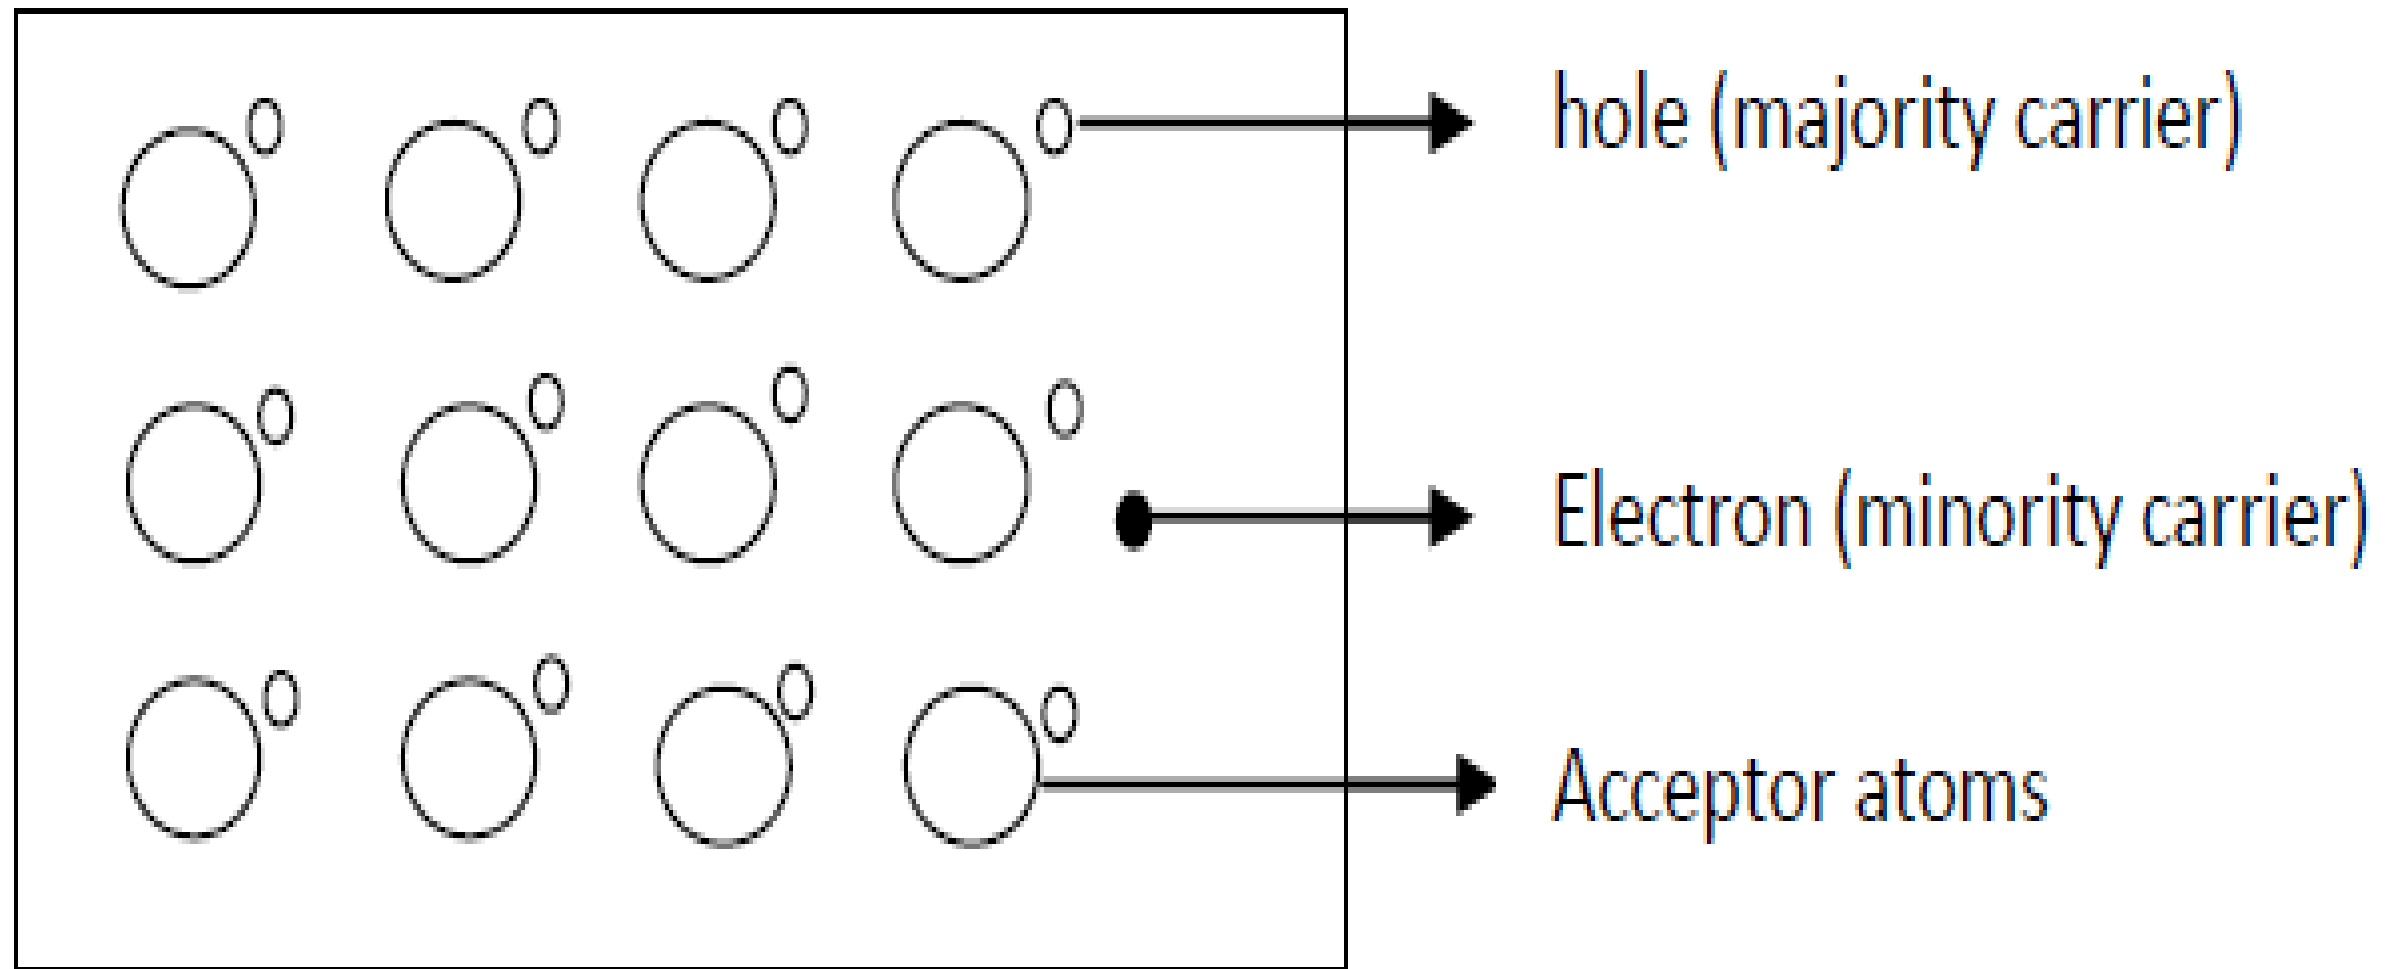 hole (majority carrier)
Electron (minority carrier)
Acceptor atoms